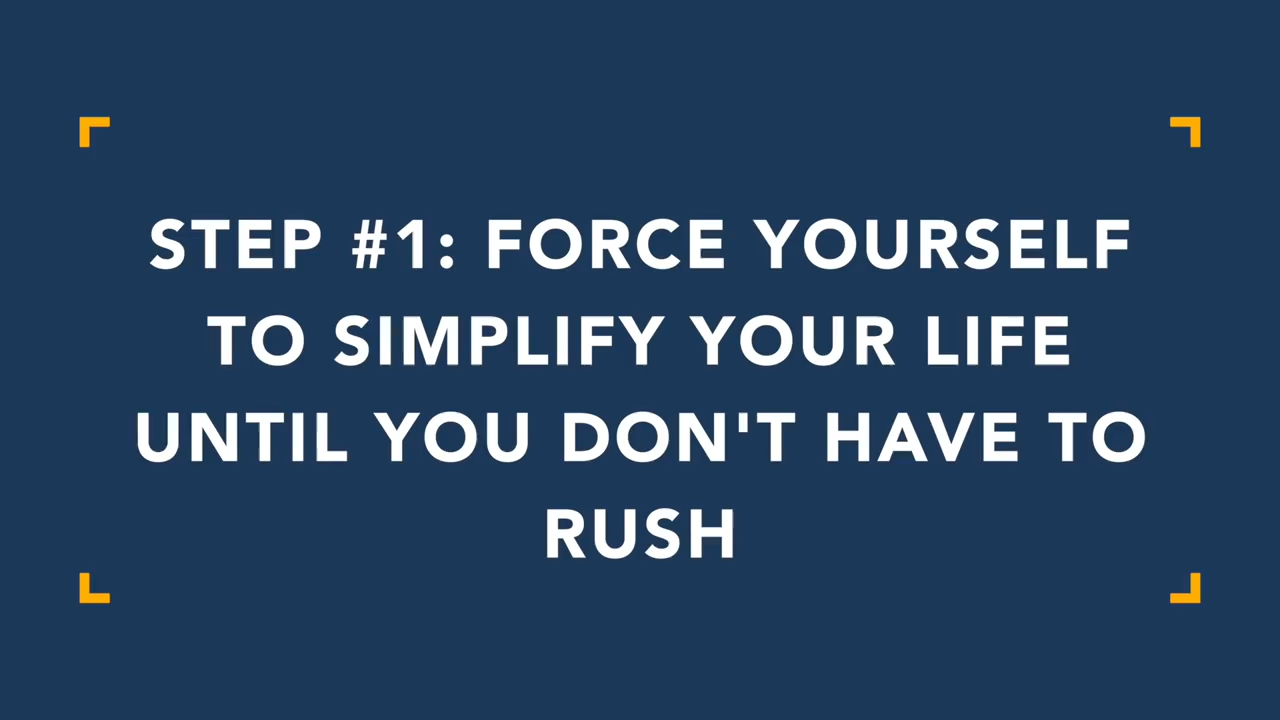 STEP #1: FORCE YOURSELF
TO SIMPLIFY YOUR LIFE
UNTIL YOU DON'T HAVE TO
RUSH